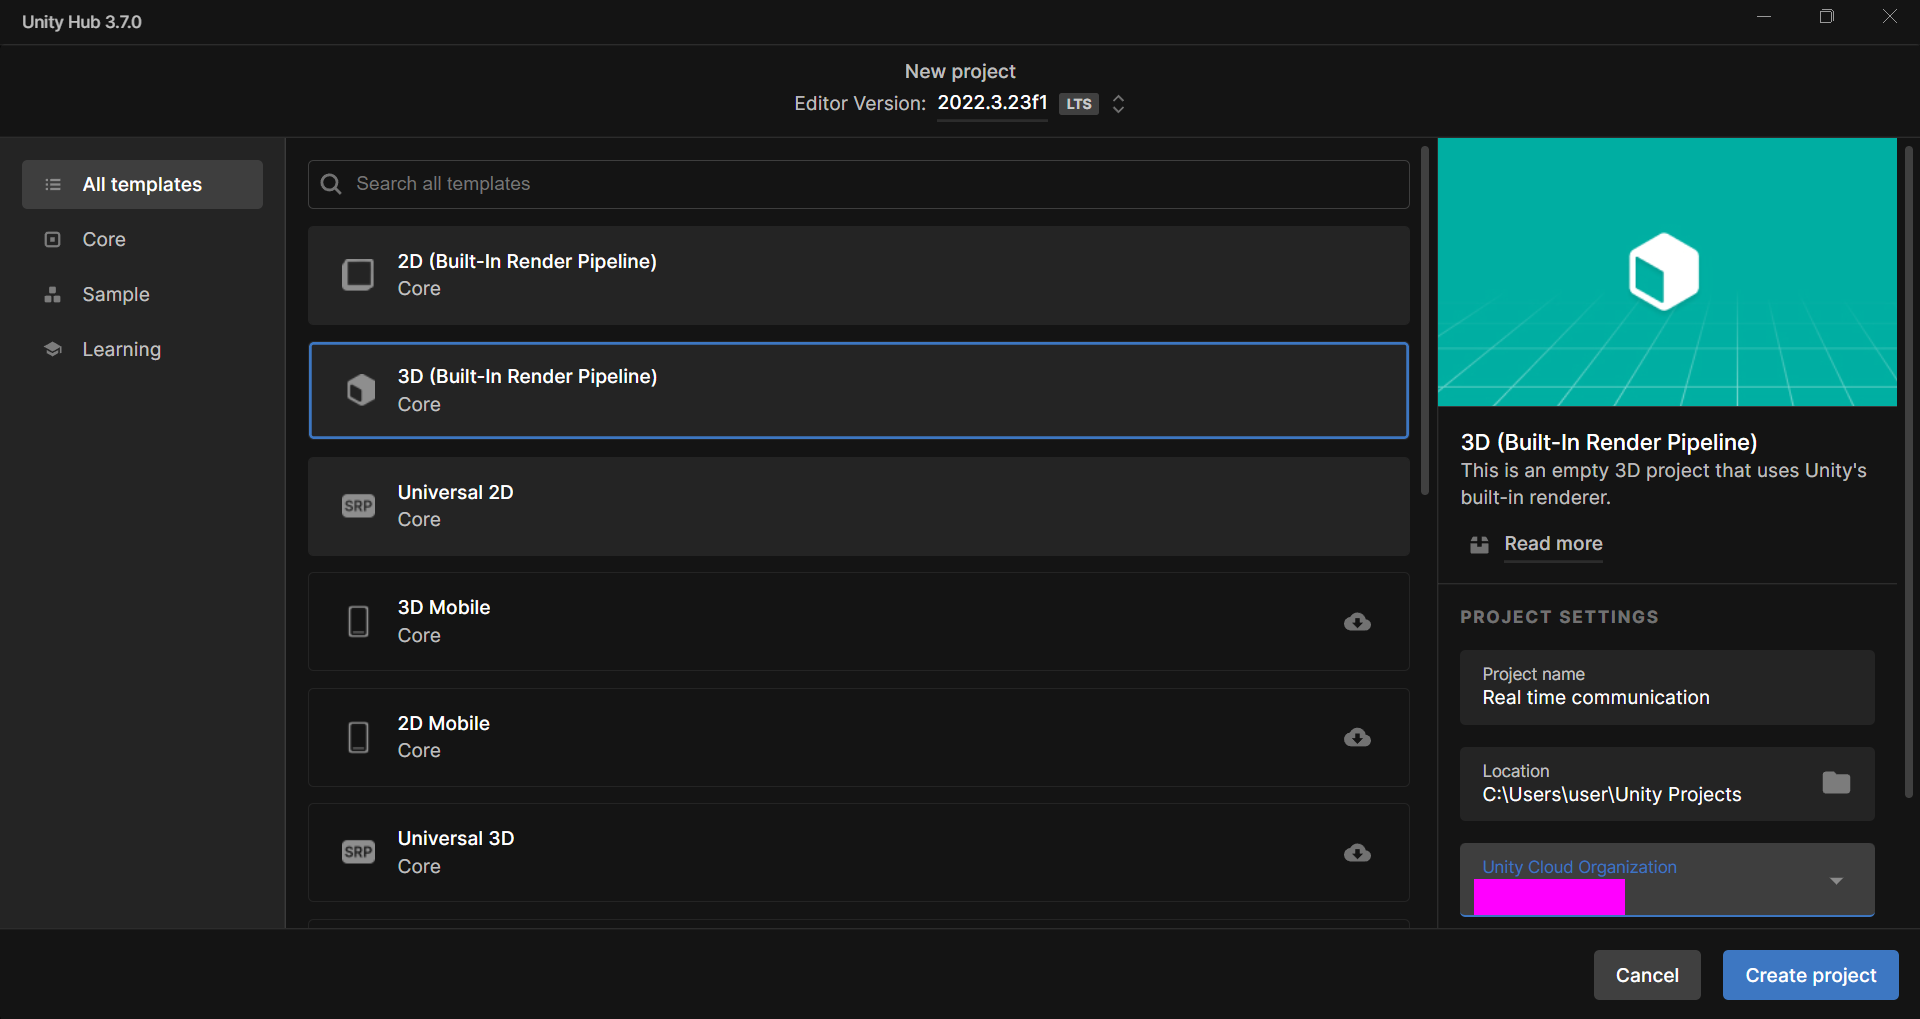 Unity Hub 3.7.0
New project
Editor Version: 2022.3.23f1 LTS
All templates
Core
Sample
Learning
Search all templates
2D (Built-In Render Pipeline)
Core
3D (Built-In Render Pipeline)
Core
SRP
Universal 2D
Core
3D Mobile
Core
2D Mobile
Core
SRP
Universal 3D
Core
3D (Built-In Render Pipeline)
This is an empty 3D project that uses Unity's
built-in renderer.
Read more
PROJECT SETTINGS
Project name
Real time communication
Location
C:\Users\user\Unity Projects
Unity Cloud Organization
Cancel
Create project